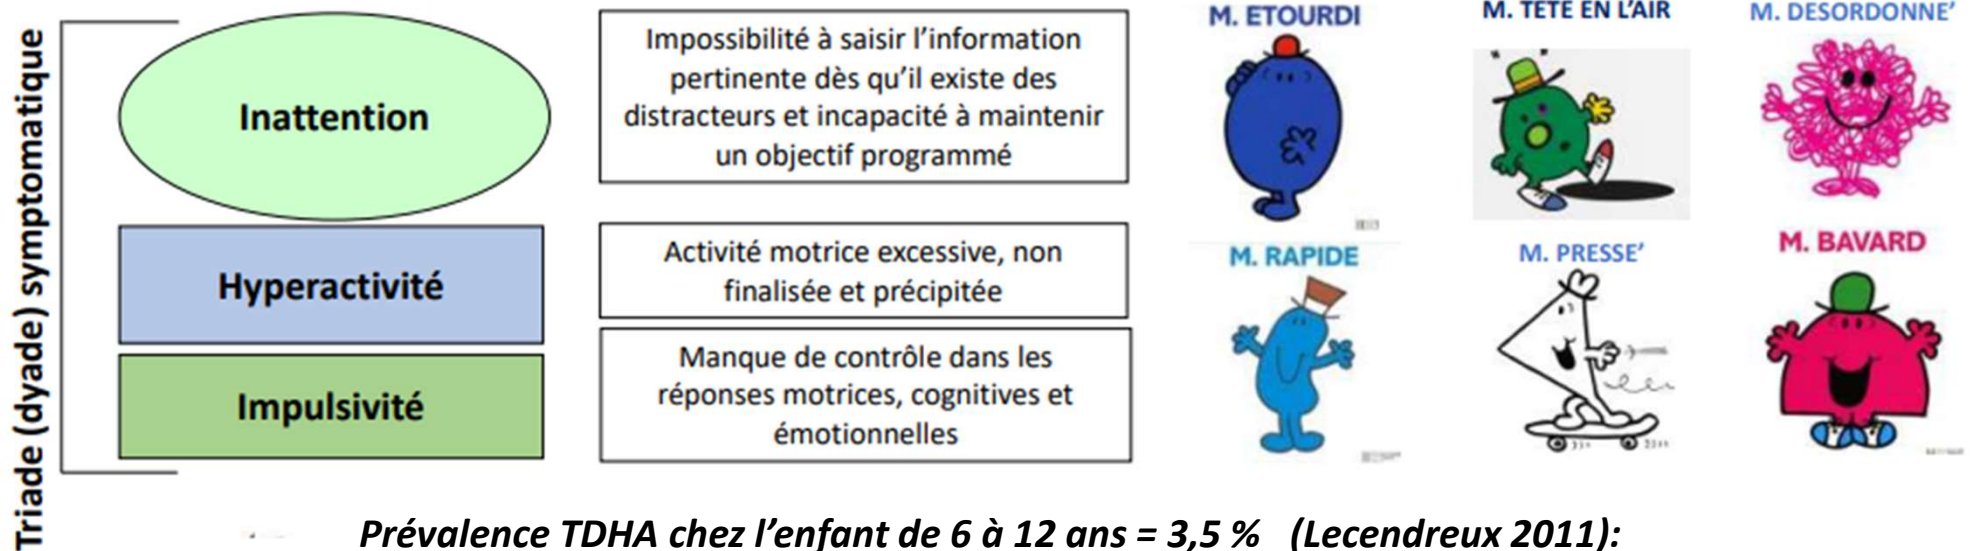 Triade (dyade) symptomatique
Inattention
Impossibilité à saisir l'information
pertinente dès qu'il existe des
distracteurs et incapacité à maintenir
un objectif programmé
Hyperactivité
Activité motrice excessive, non
finalisée et précipitée
Impulsivité
Manque de contrôle dans les
réponses motrices, cognitives et
émotionnelles
M. ETOURDI
M. TETE EN L'AIR
M. DESORDONNE'
M. RAPIDE
M. PRESSE'
M. BAVARD
Prévalence TDHA chez l'enfant de 6 à 12 ans = 3,5 % (Lecendreux 2011):